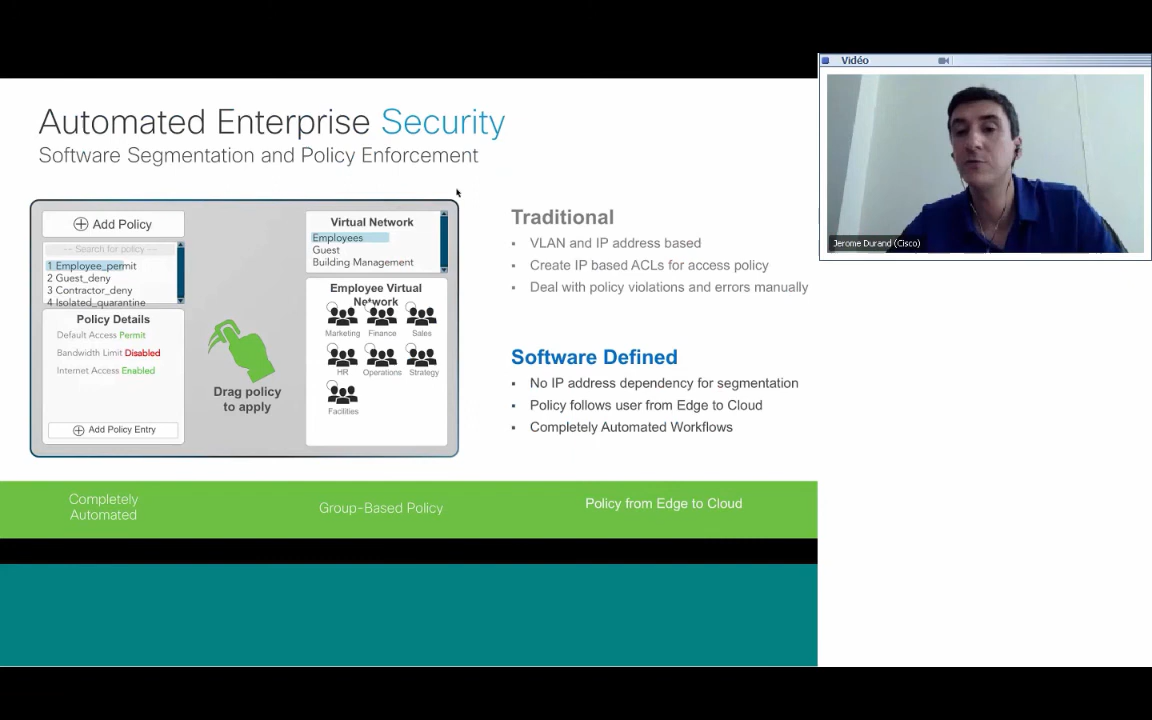 Automated Enterprise Security
Software Segmentation and Policy Enforcement
Add Policy
-- Search for policy --
1 Employee_permit
2 Guest_deny
3 Contractor_deny
4 Isolated_quarantine
Policy Details
Default Access Permit
Bandwidth Limit Disabled
Internet Access Enabled
Add Policy Entry
Drag policy
to apply
Virtual Network
Employees
Guest
Building Management
Employee Virtual
Network
Marketing Finance Sales
HR Operations Strategy
Facilities
Traditional
▪ VLAN and IP address based
▪ Create IP based ACLs for access policy
▪ Deal with policy violations and errors manually
Software Defined
▪ No IP address dependency for segmentation
▪ Policy follows user from Edge to Cloud
▪ Completely Automated Workflows
Completely
Automated
Group-Based Policy
Policy from Edge to Cloud
Vidéo
Jerome Durand (Cisco)